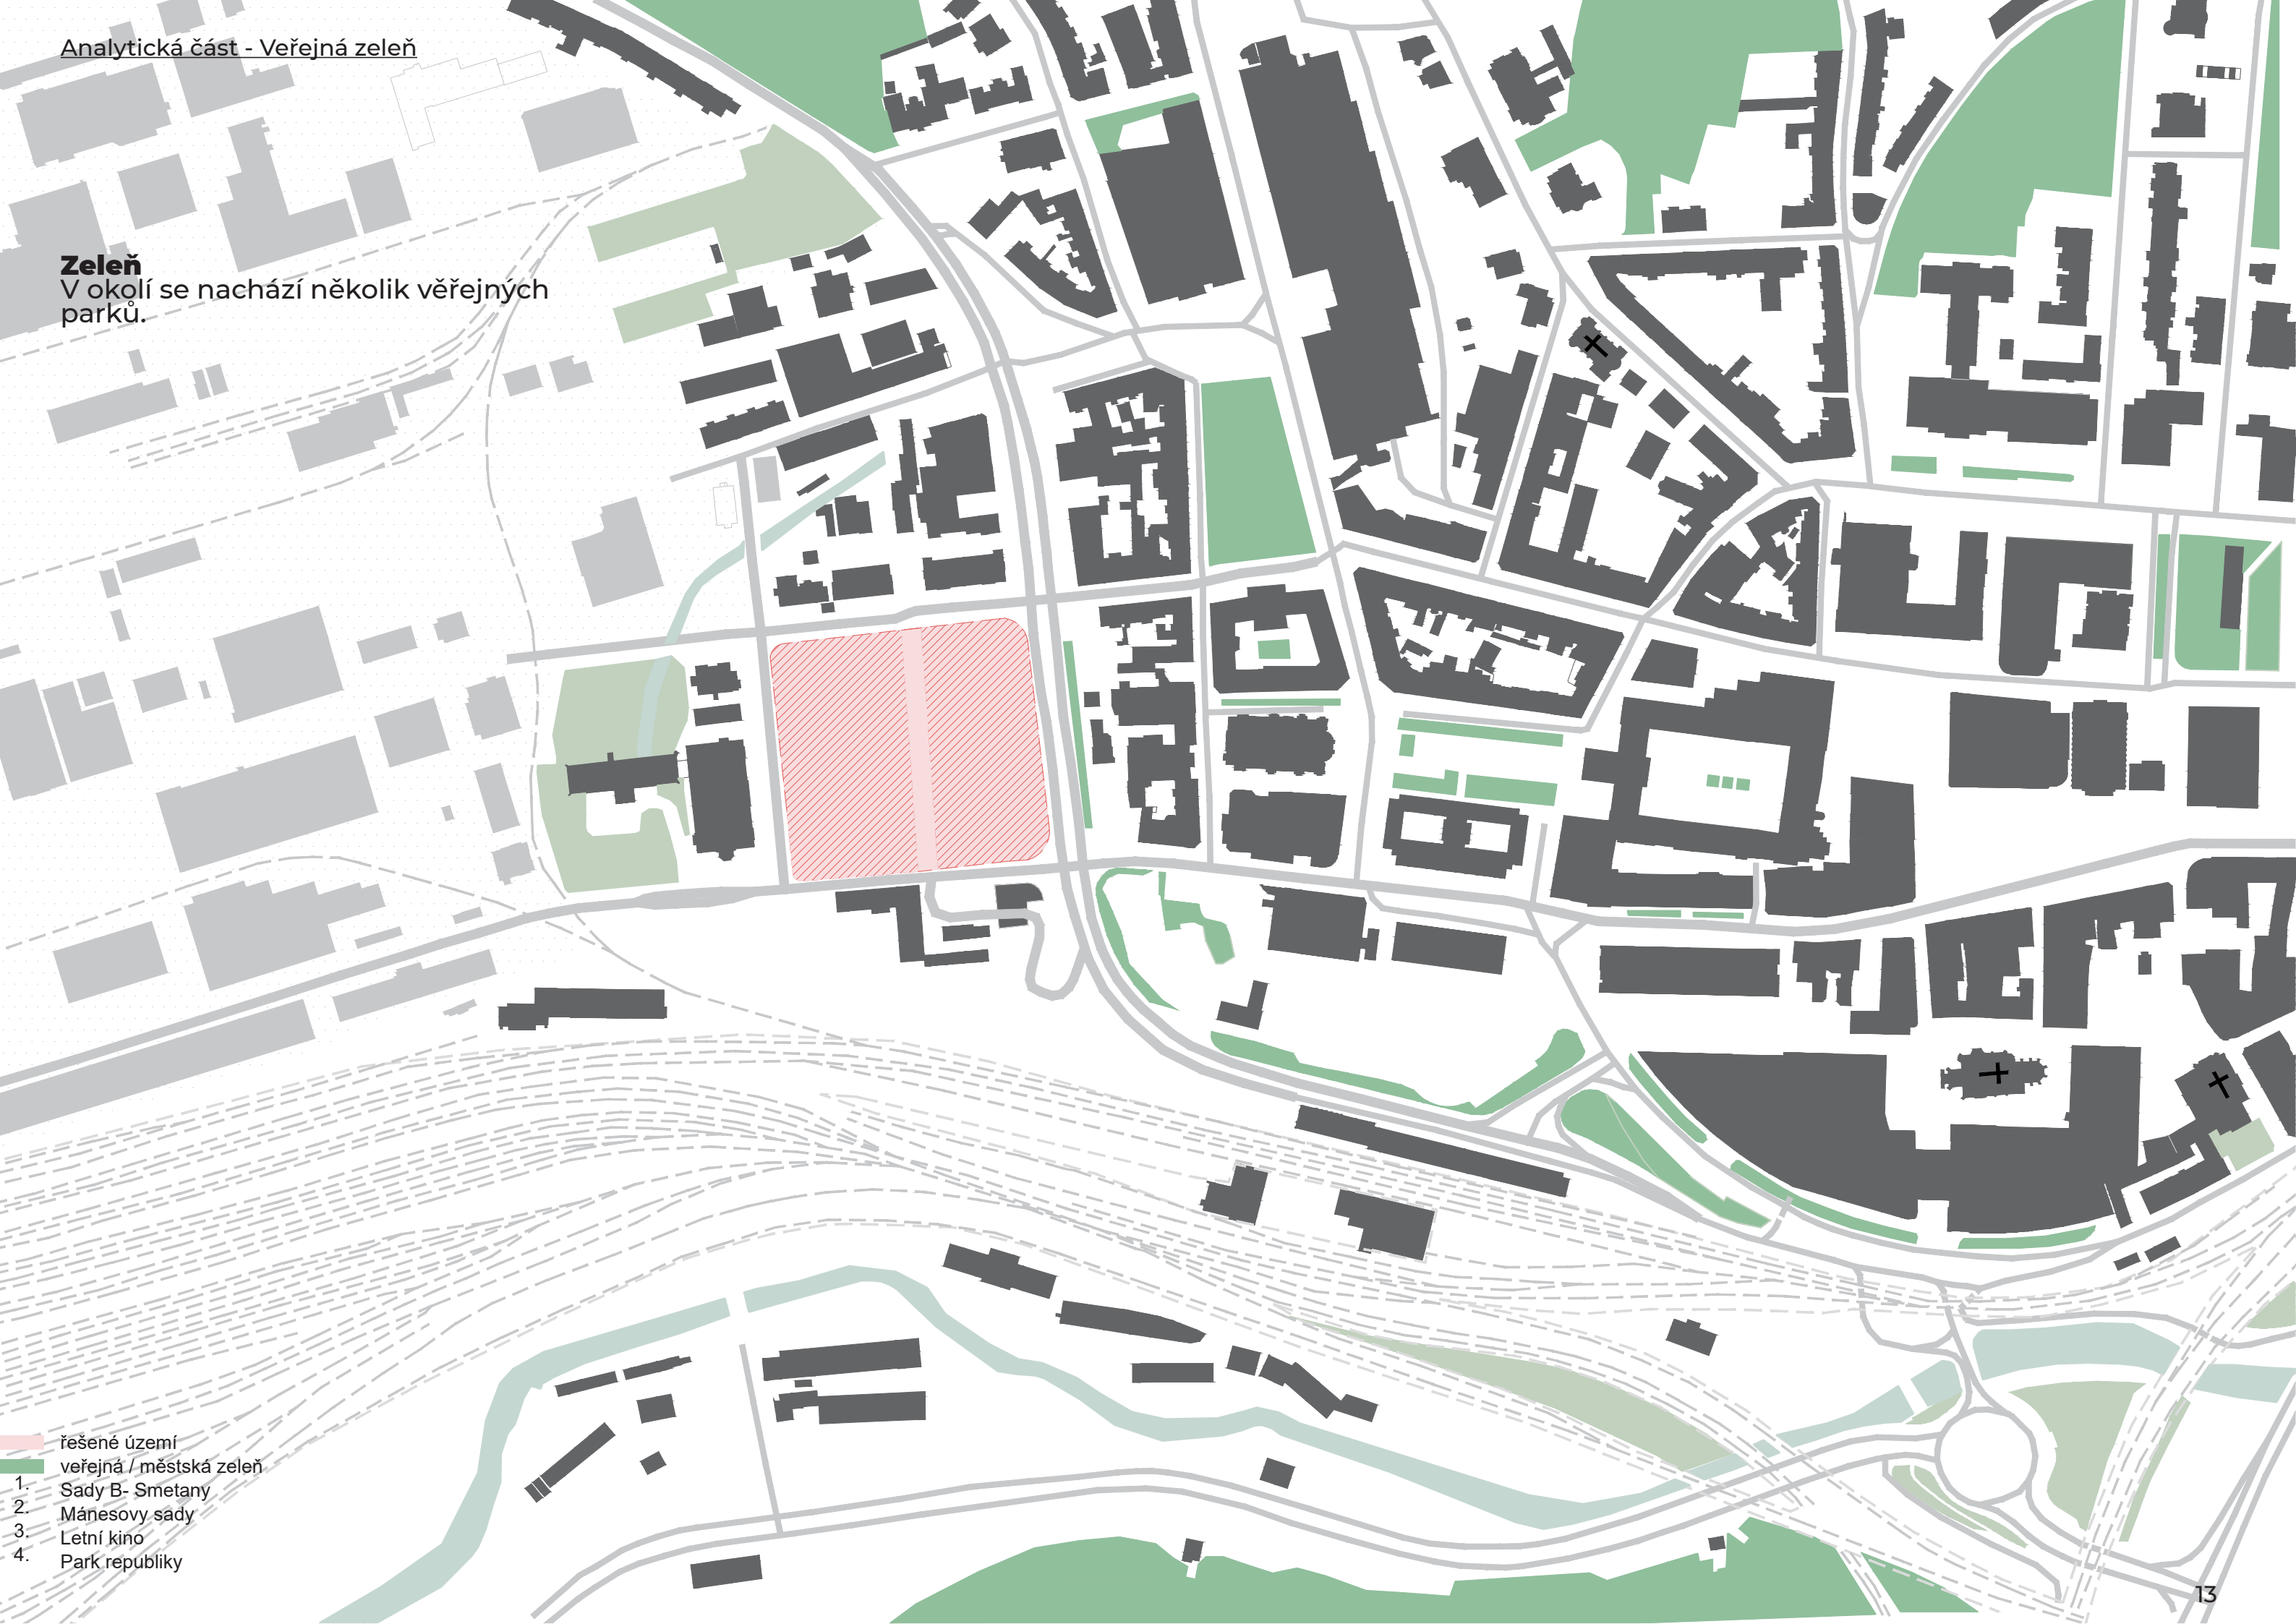 Analytická část - Veřejná zeleň
Zeleň
V okolí se nachází několik věřejných
parků.
řešené území
veřejná / městská zeleň
1. Sady B- Smetany
2. Mánesovy sady
3. Letní kino
4. Park republiky
13